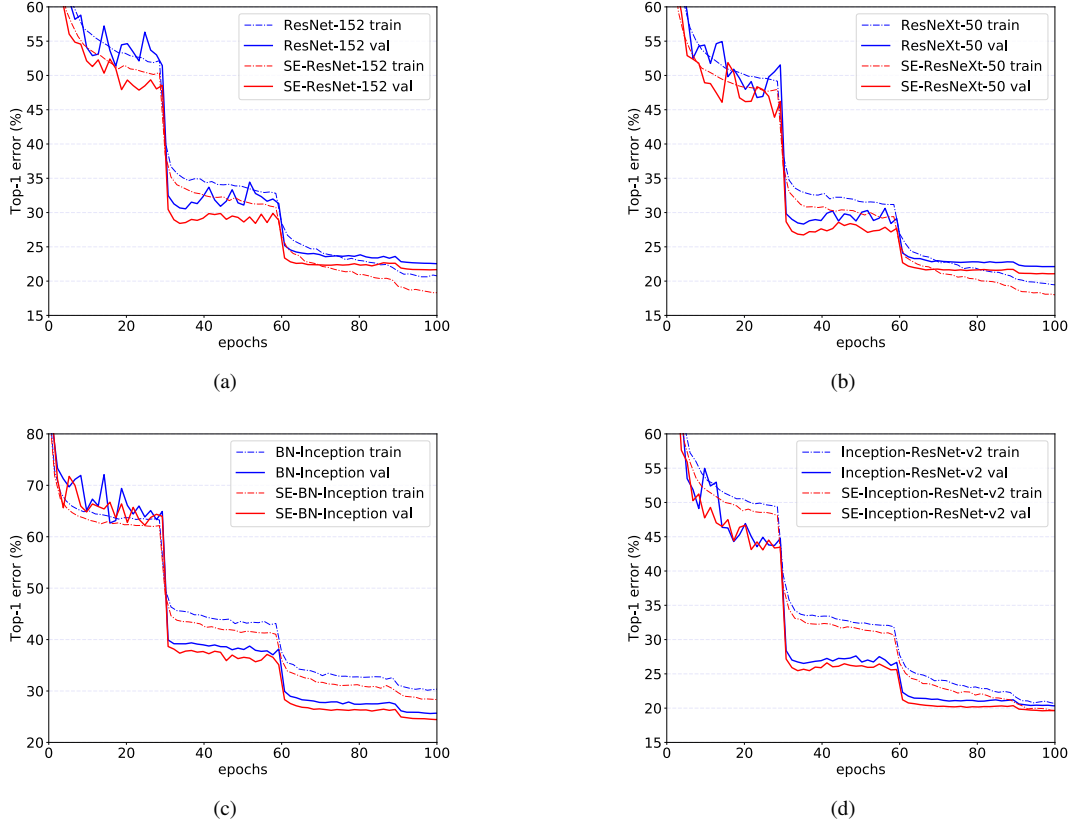 60
55
50
45
40
35
30
25
20
15
0 20 40 60 80 100
Top-1 error (%)
epochs
ResNet-152 train
ResNet-152 val
SE-ResNet-152 train
SE-ResNet-152 val
(a)
60
55
50
45
40
35
30
25
20
15
0 20 40 60 80 100
Top-1 error (%)
epochs
ResNeXt-50 train
ResNeXt-50 val
SE-ResNeXt-50 train
SE-ResNeXt-50 val
(b)
80
70
60
50
40
30
20
0 20 40 60 80 100
Top-1 error (%)
epochs
BN-Inception train
BN-Inception val
SE-BN-Inception train
SE-BN-Inception val
(c)
60
55
50
45
40
35
30
25
20
15
0 20 40 60 80 100
Top-1 error (%)
epochs
Inception-ResNet-v2 train
Inception-ResNet-v2 val
SE-Inception-ResNet-v2 train
SE-Inception-ResNet-v2 val
(d)